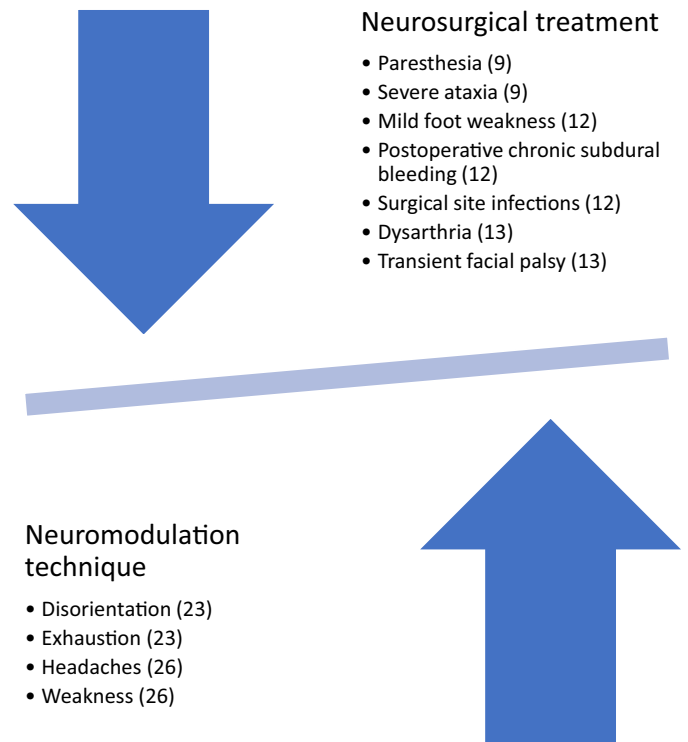 Neurosurgical treatment
• Paresthesia (9)
• Severe ataxia (9)
• Mild foot weakness (12)
• Postoperative chronic subdural
bleeding (12)
• Surgical site infections (12)
• Dysarthria (13)
• Transient facial palsy (13)
Neuromodulation
technique
• Disorientation (23)
• Exhaustion (23)
• Headaches (26)
• Weakness (26)